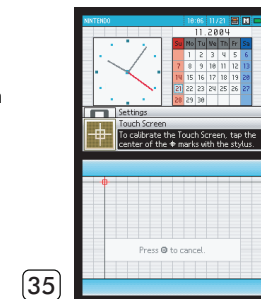 NINTENDO 18:06 11/21
11.2004
Su Mo Tu We Th Fr Sa
1 2 3 4 5 6
7 8 9 10 11 12 13
14 15 16 17 18 19 20
21 22 23 24 25 26 27
28 29 30
Settings
Touch Screen
To calibrate the Touch Screen, tap the
center of the ✚ marks with the stylus.
Press B to cancel.
35